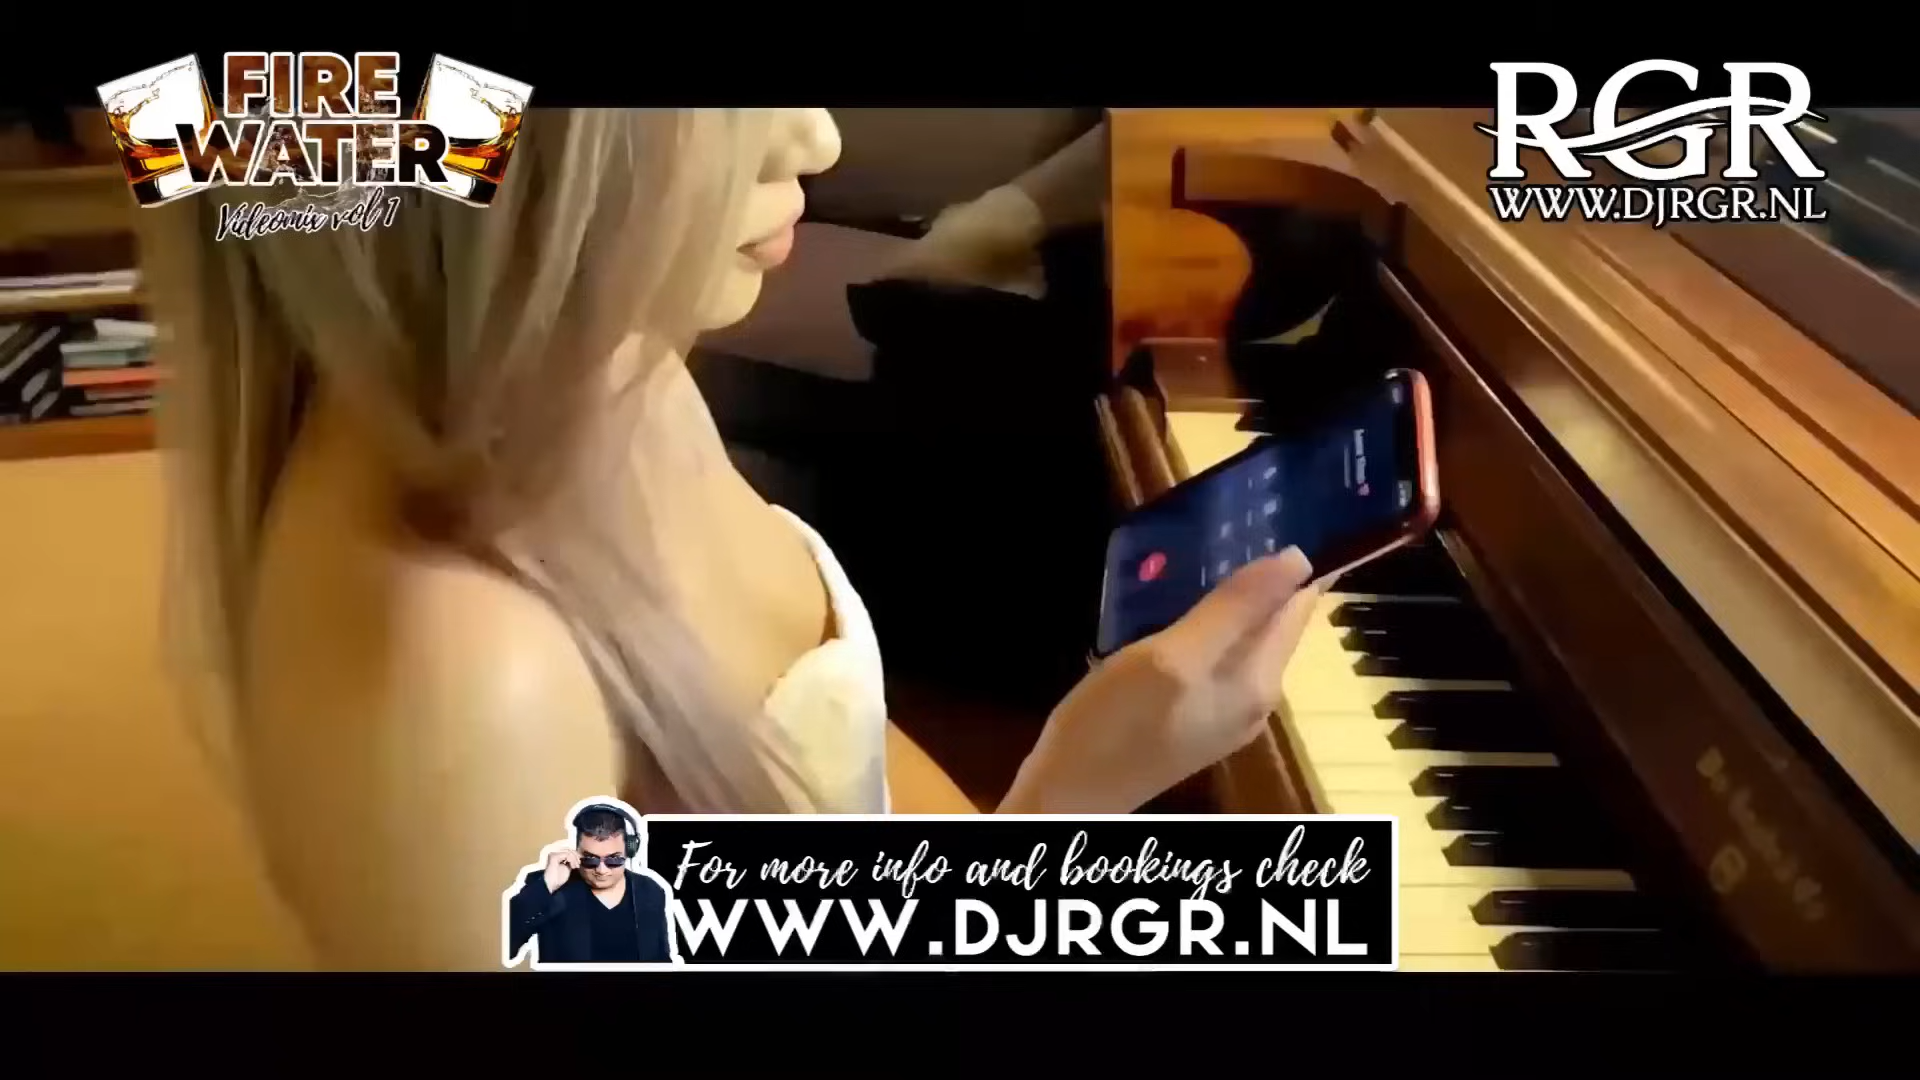 FIRE
WATER
Videomix vol 1
RGR
WWW.DJRGR.NL
For more info and bookings check
WWW.DJRGR.NL